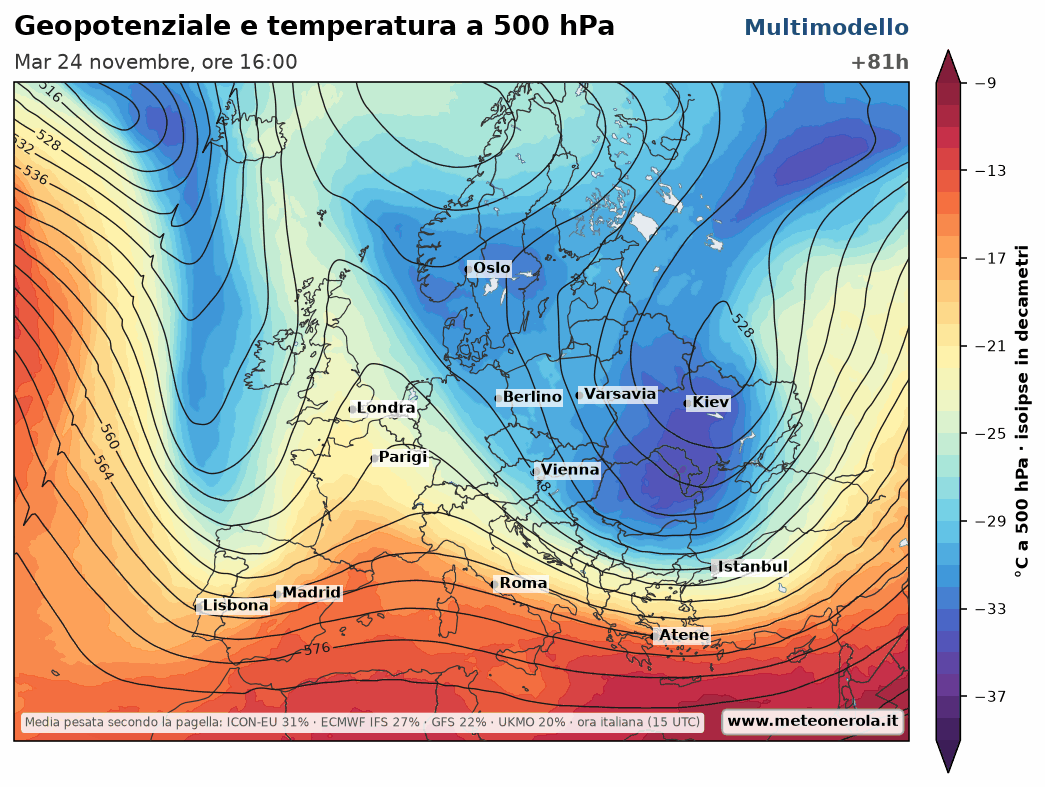 Geopotenziale e temperatura a 500 hPa
Multimodello
Mar 24 novembre, ore 16:00
+81h
516
528
532
536
528
560
564
576
Oslo
Berlino
Varsavia
Kiev
Londra
Parigi
Vienna
Istanbul
Roma
Madrid
Lisbona
Atene
−9
−13
−17
−21
−25
−29
−33
−37
°C a 500 hPa · isoipse in decametri
Media pesata secondo la pagella: ICON-EU 31% · ECMWF IFS 27% · GFS 22% · UKMO 20% · ora italiana (15 UTC)
www.meteonerola.it